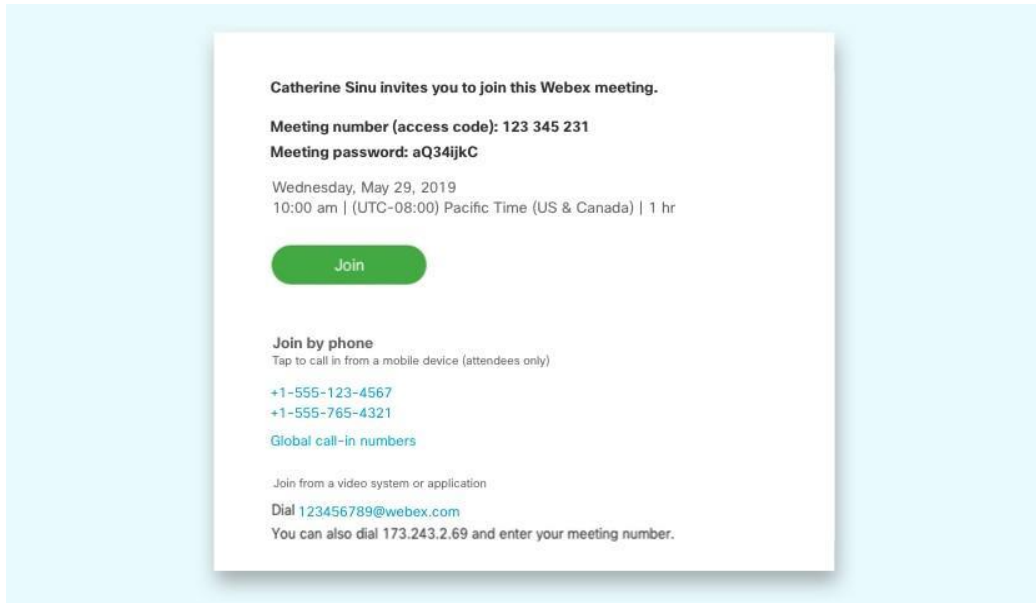 Catherine Sinu invites you to join this Webex meeting.
Meeting number (access code): 123 345 231
Meeting password: aQ34ijkC
Wednesday, May 29, 2019
10:00 am | (UTC-08:00) Pacific Time (US & Canada) | 1 hr
Join
Join by phone
Tap to call in from a mobile device (attendees only)
+1-555-123-4567
+1-555-765-4321
Global call-in numbers
Join from a video system or application
Dial 123456789@webex.com
You can also dial 173.243.2.69 and enter your meeting number.